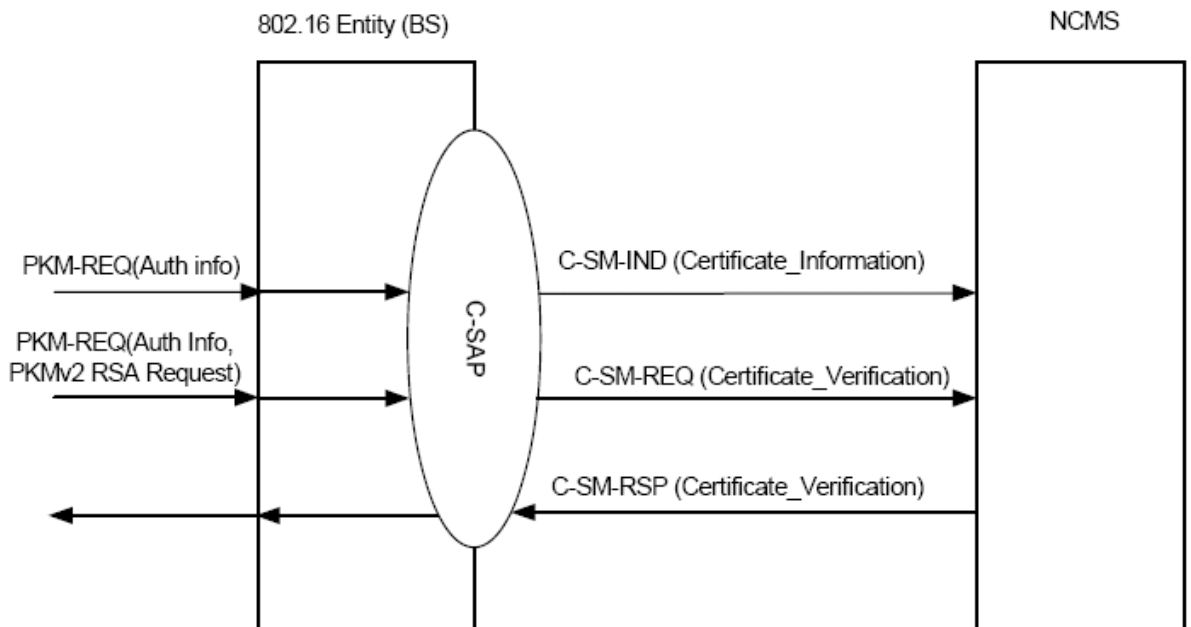 802.16 Entity (BS)
NCMS
PKM-REQ(Auth info)
C-SM-IND (Certificate_Information)
PKM-REQ(Auth Info,
PKMv2 RSA Request)
C-SAP
C-SM-REQ (Certificate_Verification)
C-SM-RSP (Certificate_Verification)